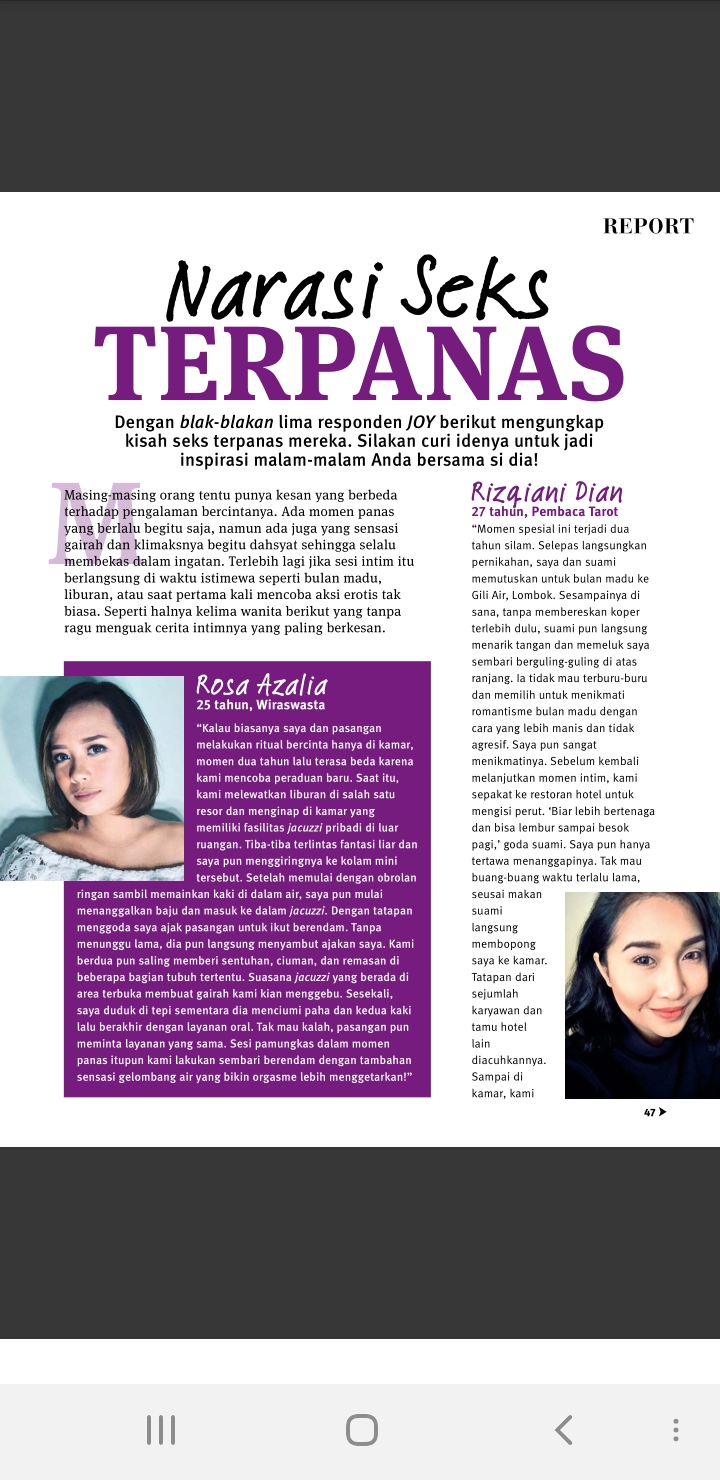 REPORT
Narasi Seks
TERPANAS
Dengan blak-blakan lima responden JOY berikut mengungkap
kisah seks terpanas mereka. Silakan curi idenya untuk jadi
inspirasi malam-malam Anda bersama si dia!
M
Masing-masing orang tentu punya kesan yang berbeda
terhadap pengalaman bercintanya. Ada momen panas
yang berlalu begitu saja, namun ada juga yang sensasi
gairah dan klimaksnya begitu dahsyat sehingga selalu
membekas dalam ingatan. Terlebih lagi jika sesi intim itu
berlangsung di waktu istimewa seperti bulan madu,
liburan, atau saat pertama kali mencoba aksi erotis tak
biasa. Seperti halnya kelima wanita berikut yang tanpa
ragu menguak cerita intimnya yang paling berkesan.
Rosa Azalia
25 tahun, Wiraswasta
“Kalau biasanya saya dan pasangan
melakukan ritual bercinta hanya di kamar,
momen dua tahun lalu terasa beda karena
kami mencoba peraduan baru. Saat itu,
kami melewatkan liburan di salah satu
resor dan menginap di kamar yang
memiliki fasilitas jacuzzi pribadi di luar
ruangan. Tiba-tiba terlintas fantasi liar dan
saya pun menggiringnya ke kolam mini
tersebut. Setelah memulai dengan obrolan
ringan sambil memainkan kaki di dalam air, saya pun mulai
menanggalkan baju dan masuk ke dalam jacuzzi. Dengan tatapan
menggoda saya ajak pasangan untuk ikut berendam. Tanpa
menunggu lama, dia pun langsung menyambut ajakan saya. Kami
berdua pun saling memberi sentuhan, ciuman, dan remasan di
beberapa bagian tubuh tertentu. Suasana jacuzzi yang berada di
area terbuka membuat gairah kami kian menggebu. Sesekali,
saya duduk di tepi sementara dia menciumi paha dan kedua kaki
lalu berakhir dengan layanan oral. Tak mau kalah, pasangan pun
meminta layanan yang sama. Sesi pamungkas dalam momen
panas itupun kami lakukan sembari berendam dengan tambahan
sensasi gelombang air yang bikin orgasme lebih menggetarkan!”
Rizqiani Dian
27 tahun, Pembaca Tarot
“Momen spesial ini terjadi dua
tahun silam. Selepas langsungkan
pernikahan, saya dan suami
memutuskan untuk bulan madu ke
Gili Air, Lombok. Sesampainya di
sana, tanpa membereskan koper
terlebih dulu, suami pun langsung
menarik tangan dan memeluk saya
sembari berguling-guling di atas
ranjang. Ia tidak mau terburu-buru
dan memilih untuk menikmati
romantisme bulan madu dengan
cara yang lebih manis dan tidak
agresif. Saya pun sangat
menikmatinya. Sebelum kembali
melanjutkan momen intim, kami
sepakat ke restoran hotel untuk
mengisi perut. ‘Biar lebih bertenaga
dan bisa lembur sampai besok
pagi,’ goda suami. Saya pun hanya
tertawa menanggapinya. Tak mau
buang-buang waktu terlalu lama,
seusai makan
suami
langsung
membopong
saya ke kamar.
Tatapan dari
sejumlah
karyawan dan
tamu hotel
lain
diacuhkannya.
Sampai di
kamar, kami
47